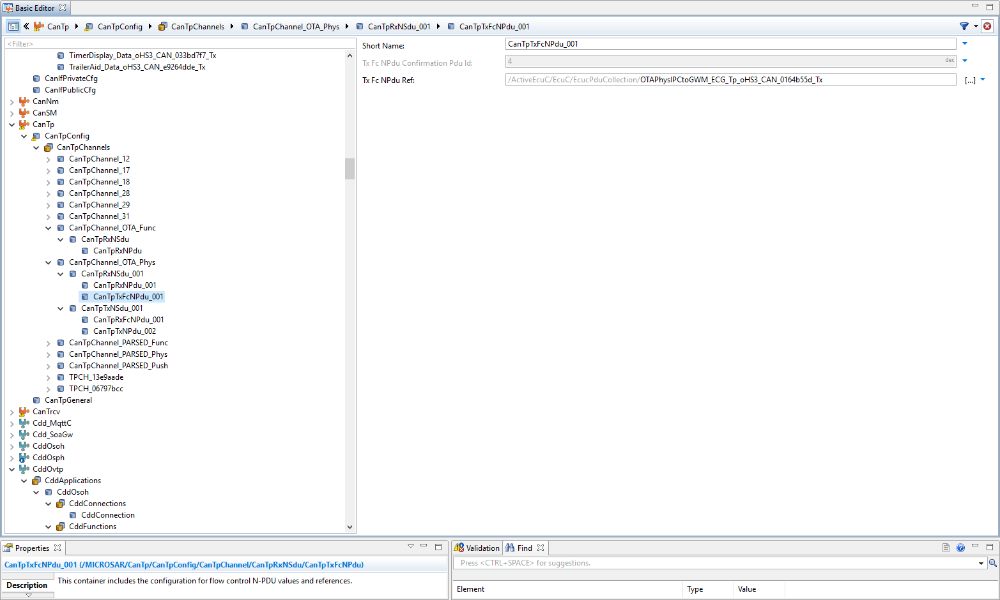 Basic Editor
CanTp CanTpConfig CanTpChannels CanTpChannel_OTA_Phys CanTpRxNSdu_001 CanTpTxFcNPdu_001
<Filter>
TimerDisplay_Data_oHS3_CAN_033bd7f7_Tx
TrailerAid_Data_oHS3_CAN_e9264dde_Tx
CanIfPrivateCfg
CanIfPublicCfg
CanNm
CanSM
CanTp
CanTpConfig
CanTpChannels
CanTpChannel_12
CanTpChannel_17
CanTpChannel_18
CanTpChannel_28
CanTpChannel_29
CanTpChannel_31
CanTpChannel_OTA_Func
CanTpRxNSdu
CanTpRxNPdu
CanTpChannel_OTA_Phys
CanTpRxNSdu_001
CanTpRxNPdu_001
CanTpTxFcNPdu_001
CanTpTxNSdu_001
CanTpRxFcNPdu_001
CanTpTxNPdu_002
CanTpChannel_PARSED_Func
CanTpChannel_PARSED_Phys
CanTpChannel_PARSED_Push
TPCH_13e9aade
TPCH_06797bcc
CanTpGeneral
CanTrcv
Cdd_MqttC
Cdd_SoaGw
CddOsoh
CddOsph
CddOvtp
CddApplications
CddOsoh
CddConnections
CddConnection
CddFunctions
Short Name: CanTpTxFcNPdu_001
Tx Fc NPdu Confirmation Pdu Id: 4 dec
Tx Fc NPdu Ref: /ActiveEcuC/EcuC/EcucPduCollection/OTAPhysIPCtoGWM_ECG_Tp_oHS3_CAN_0164b55d_Tx [...]
Properties
CanTpTxFcNPdu_001 (/MICROSAR/CanTp/CanTpConfig/CanTpChannel/CanTpRxNSdu/CanTpTxFcNPdu)
Description
This container includes the configuration for flow control N-PDU values and references.
Validation Find
Press <CTRL+SPACE> for suggestions.
Element Type Value